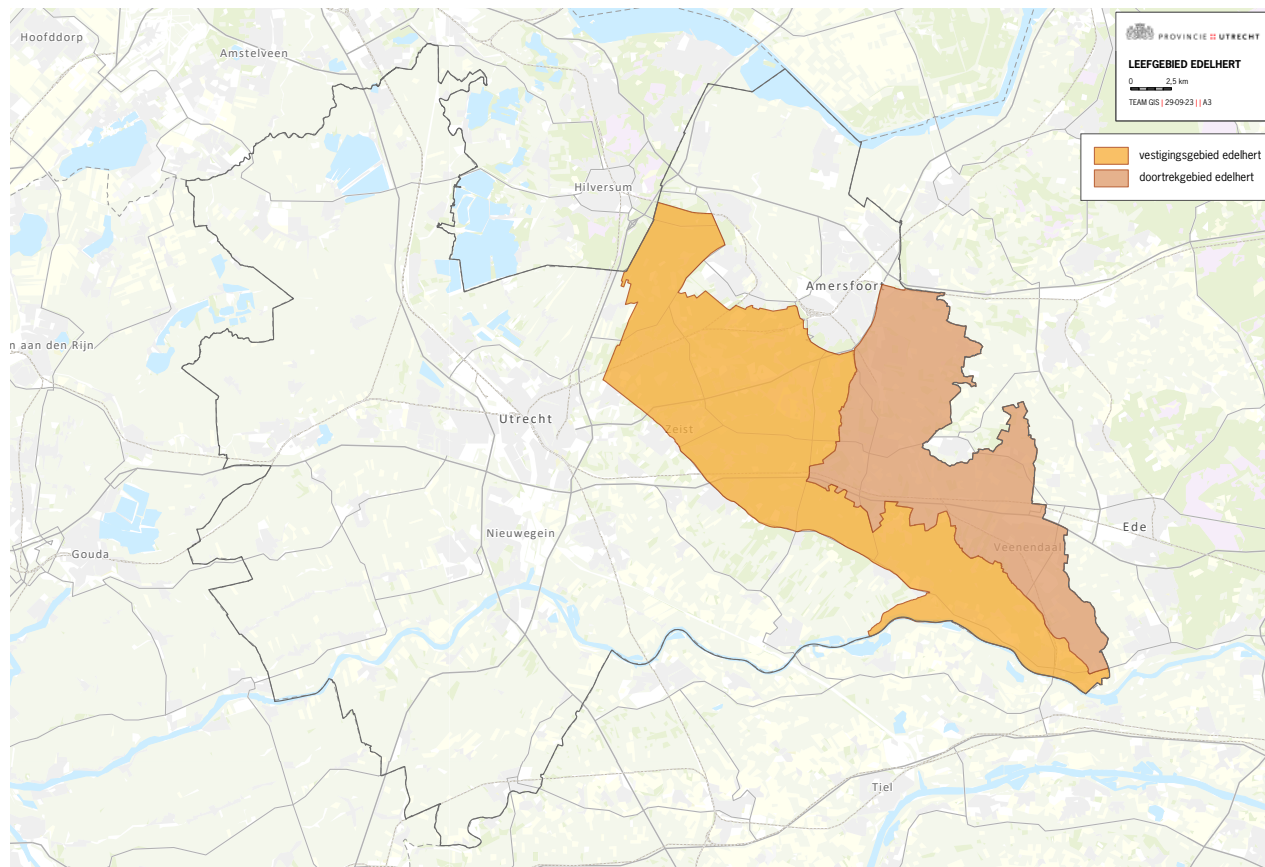 PROVINCIE UTRECHT
LEEFGEBIED EDELHERT
0 2,5 km
TEAM GIS | 29-09-23 | | A3
vestigingsgebied edelhert
doortrekgebied edelhert
Hoofddorp
Amstelveen
Hilversum
Amersfoor
n aan den Rijn
Utrecht
Zeist
Nieuwegein
Ede
Veenendaal
Gouda
Tiel